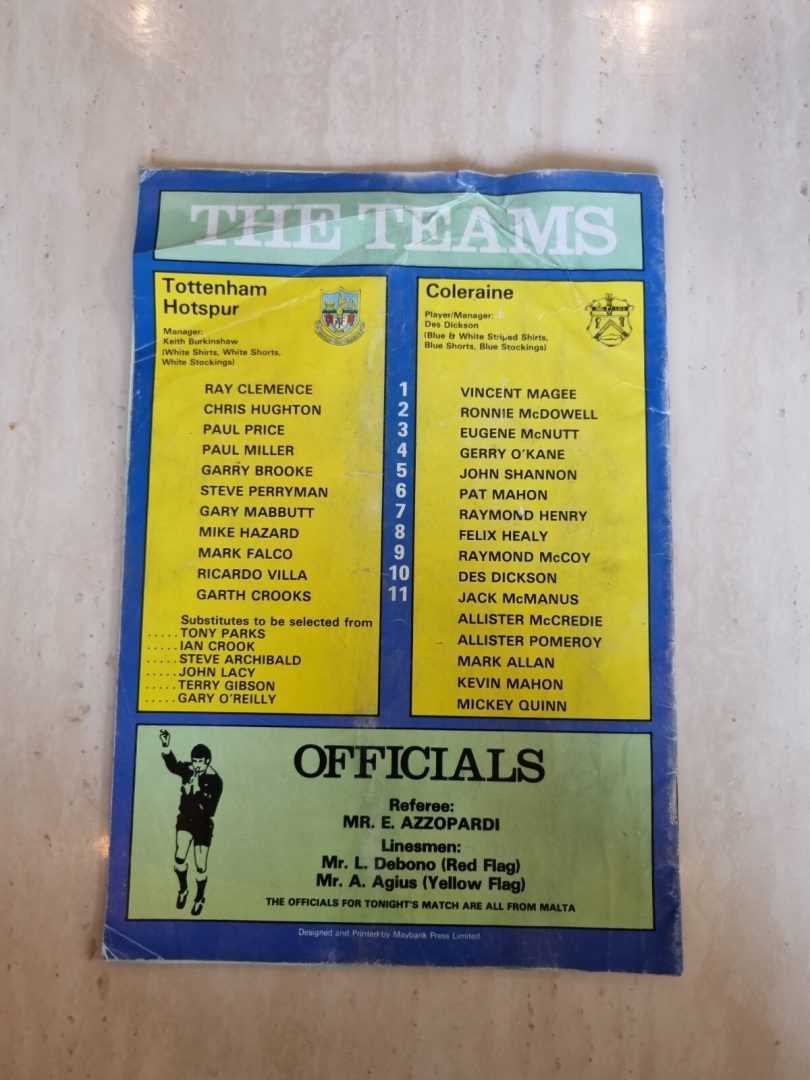 THE TEAMS
Tottenham
Hotspur
Manager:
Keith Burkinshaw
(White Shirts, White Shorts,
White Stockings)
RAY CLEMENCE
CHRIS HUGHTON
PAUL PRICE
PAUL MILLER
GARRY BROOKE
STEVE PERRYMAN
GARY MABBUTT
MIKE HAZARD
MARK FALCO
RICARDO VILLA
GARTH CROOKS
Substitutes to be selected from
.....TONY PARKS
.....IAN CROOK
.....STEVE ARCHIBALD
.....JOHN LACY
.....TERRY GIBSON
.....GARY O'REILLY
1
2
3
4
5
6
7
8
9
10
11
Coleraine
Player/Manager:
Des Dickson
(Blue & White Striped Shirts,
Blue Shorts, Blue Stockings)
VINCENT MAGEE
RONNIE McDOWELL
EUGENE McNUTT
GERRY O'KANE
JOHN SHANNON
PAT MAHON
RAYMOND HENRY
FELIX HEALY
RAYMOND McCOY
DES DICKSON
JACK McMANUS
ALLISTER McCREDIE
ALLISTER POMEROY
MARK ALLAN
KEVIN MAHON
MICKEY QUINN
OFFICIALS
Referee:
MR. E. AZZOPARDI
Linesmen:
Mr. L. Debono (Red Flag)
Mr. A. Agius (Yellow Flag)
THE OFFICIALS FOR TONIGHT'S MATCH ARE ALL FROM MALTA
Designed and Printed by Maybank Press Limited.